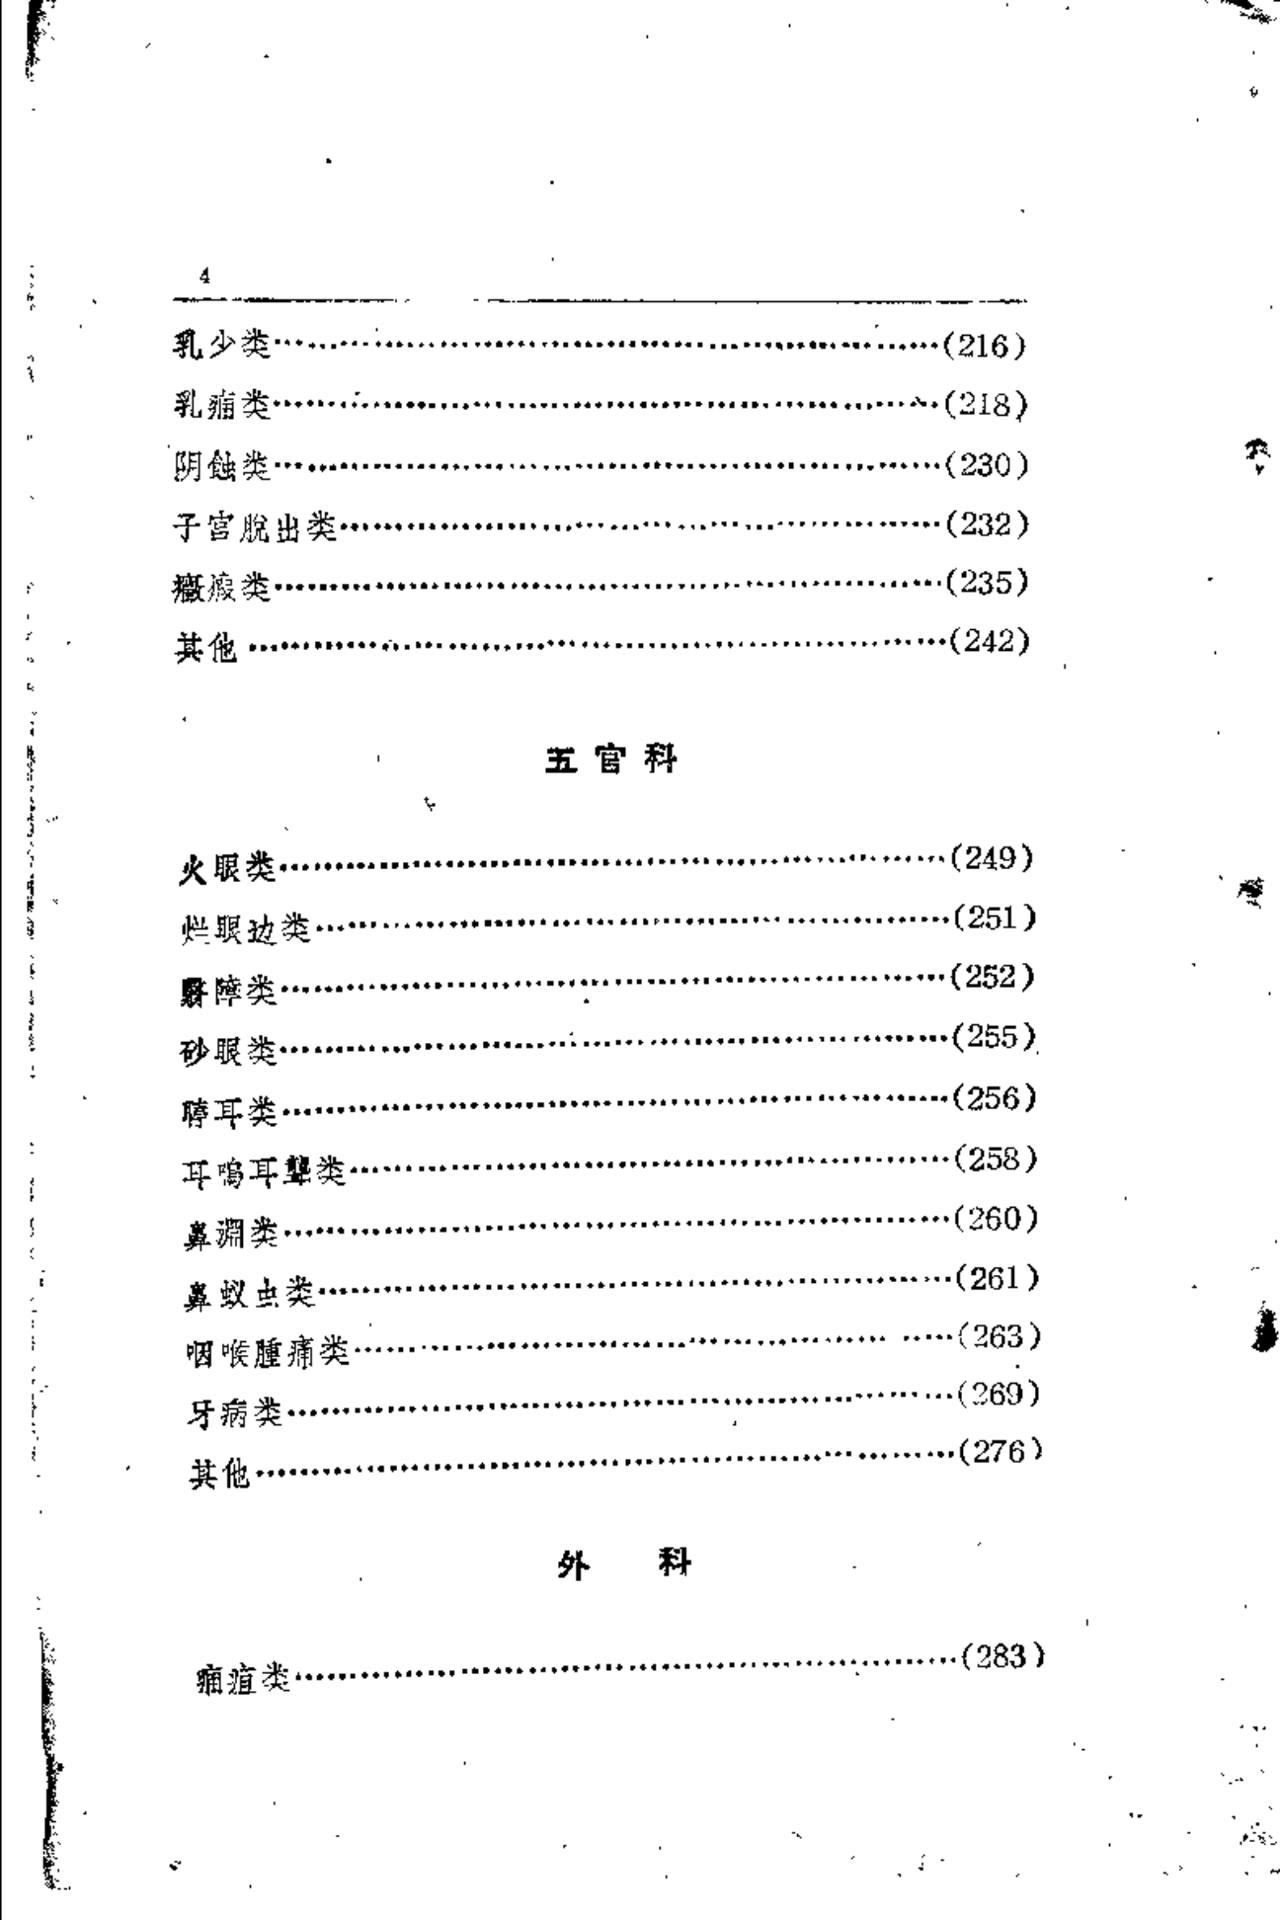 4
乳少类……(216)
乳痈类……(218)
阴蚀类……(230)
子宫脱出类……(232)
癥瘕类……(235)
其他……(242)
五官科
火眼类……(249)
烂眼边类……(251)
翳障类……(252)
砂眼类……(255)
聤耳类……(256)
耳鸣耳聋类……(258)
鼻渊类……(260)
鼻蚁虫类……(261)
咽喉腫痛类……(263)
牙病类……(269)
其他……(276)
外 科
痈疽类……(283)